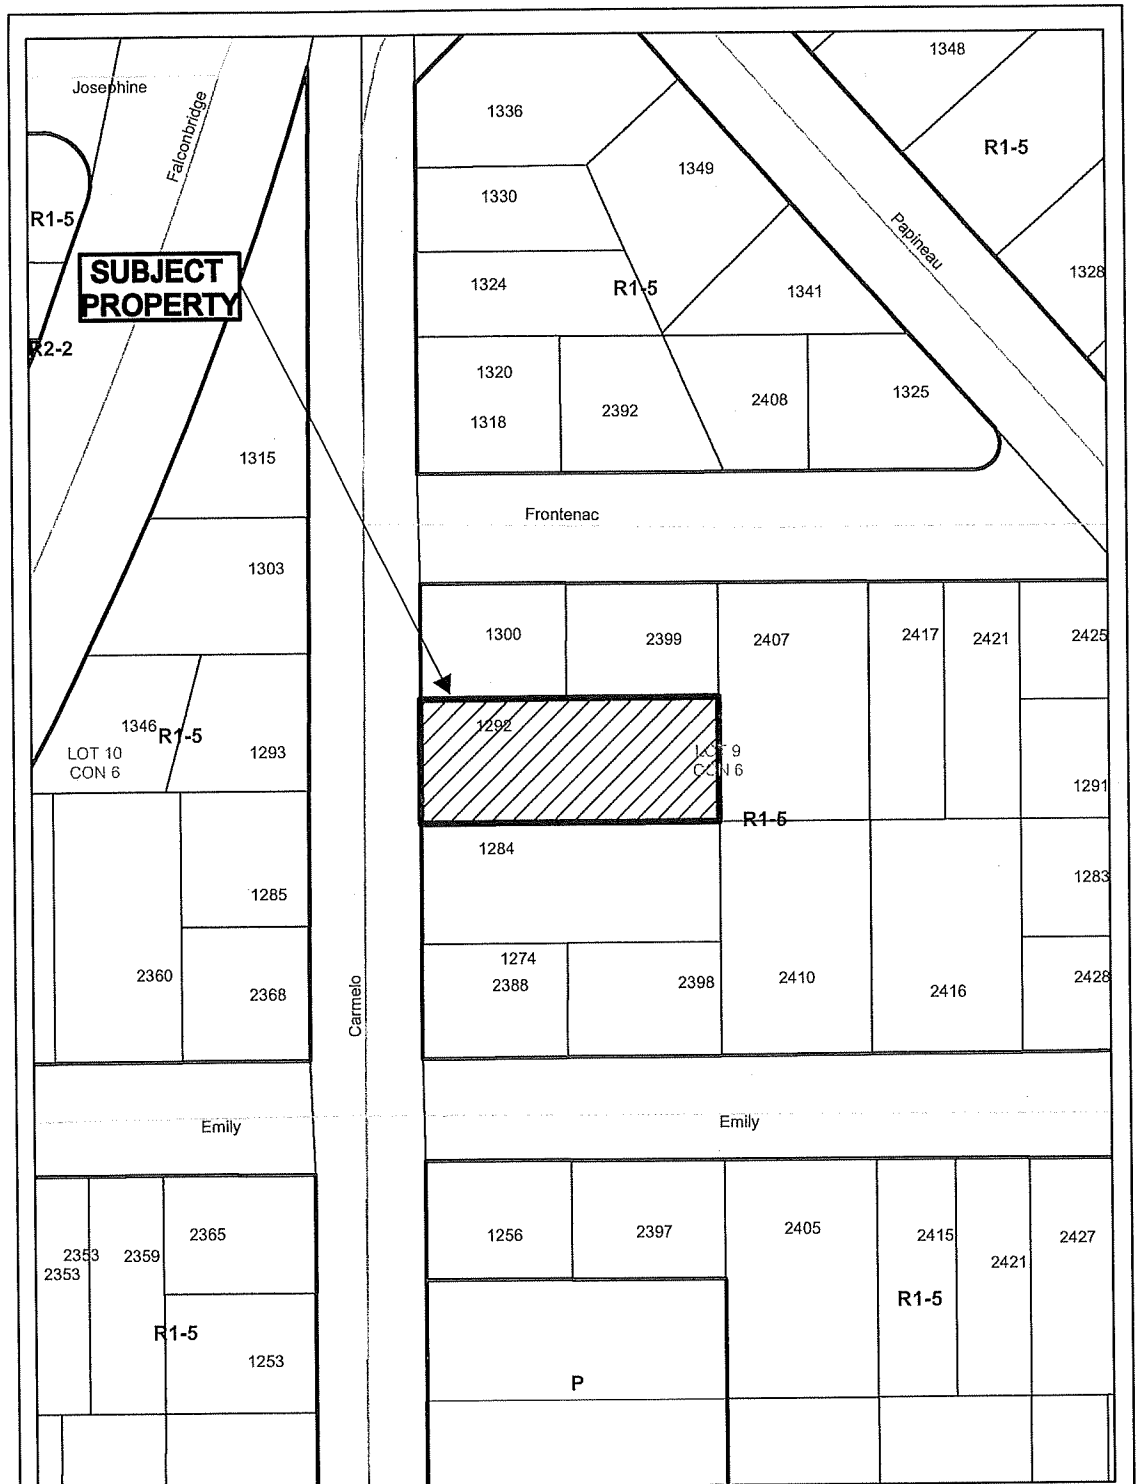 Josephine
Falconbridge
1348
1336
R1-5
1349
1330
R1-5
Papineau
SUBJECT
PROPERTY
1324
R1-5
1341
1328
R2-2
1320
1318
2392
2408
1325
1315
Frontenac
1303
1300
2399
2407
2417
2421
2425
1346
R1-5
1293
LOT 10
CON 6
1292
LOT 9
CON 6
1291
R1-5
1284
1285
1283
1274
2388
2398
2410
2416
2428
2360
2368
Carmelo
Emily
Emily
2365
2353
2353
2359
1256
2397
2405
2415
2421
2427
R1-5
R1-5
1253
P